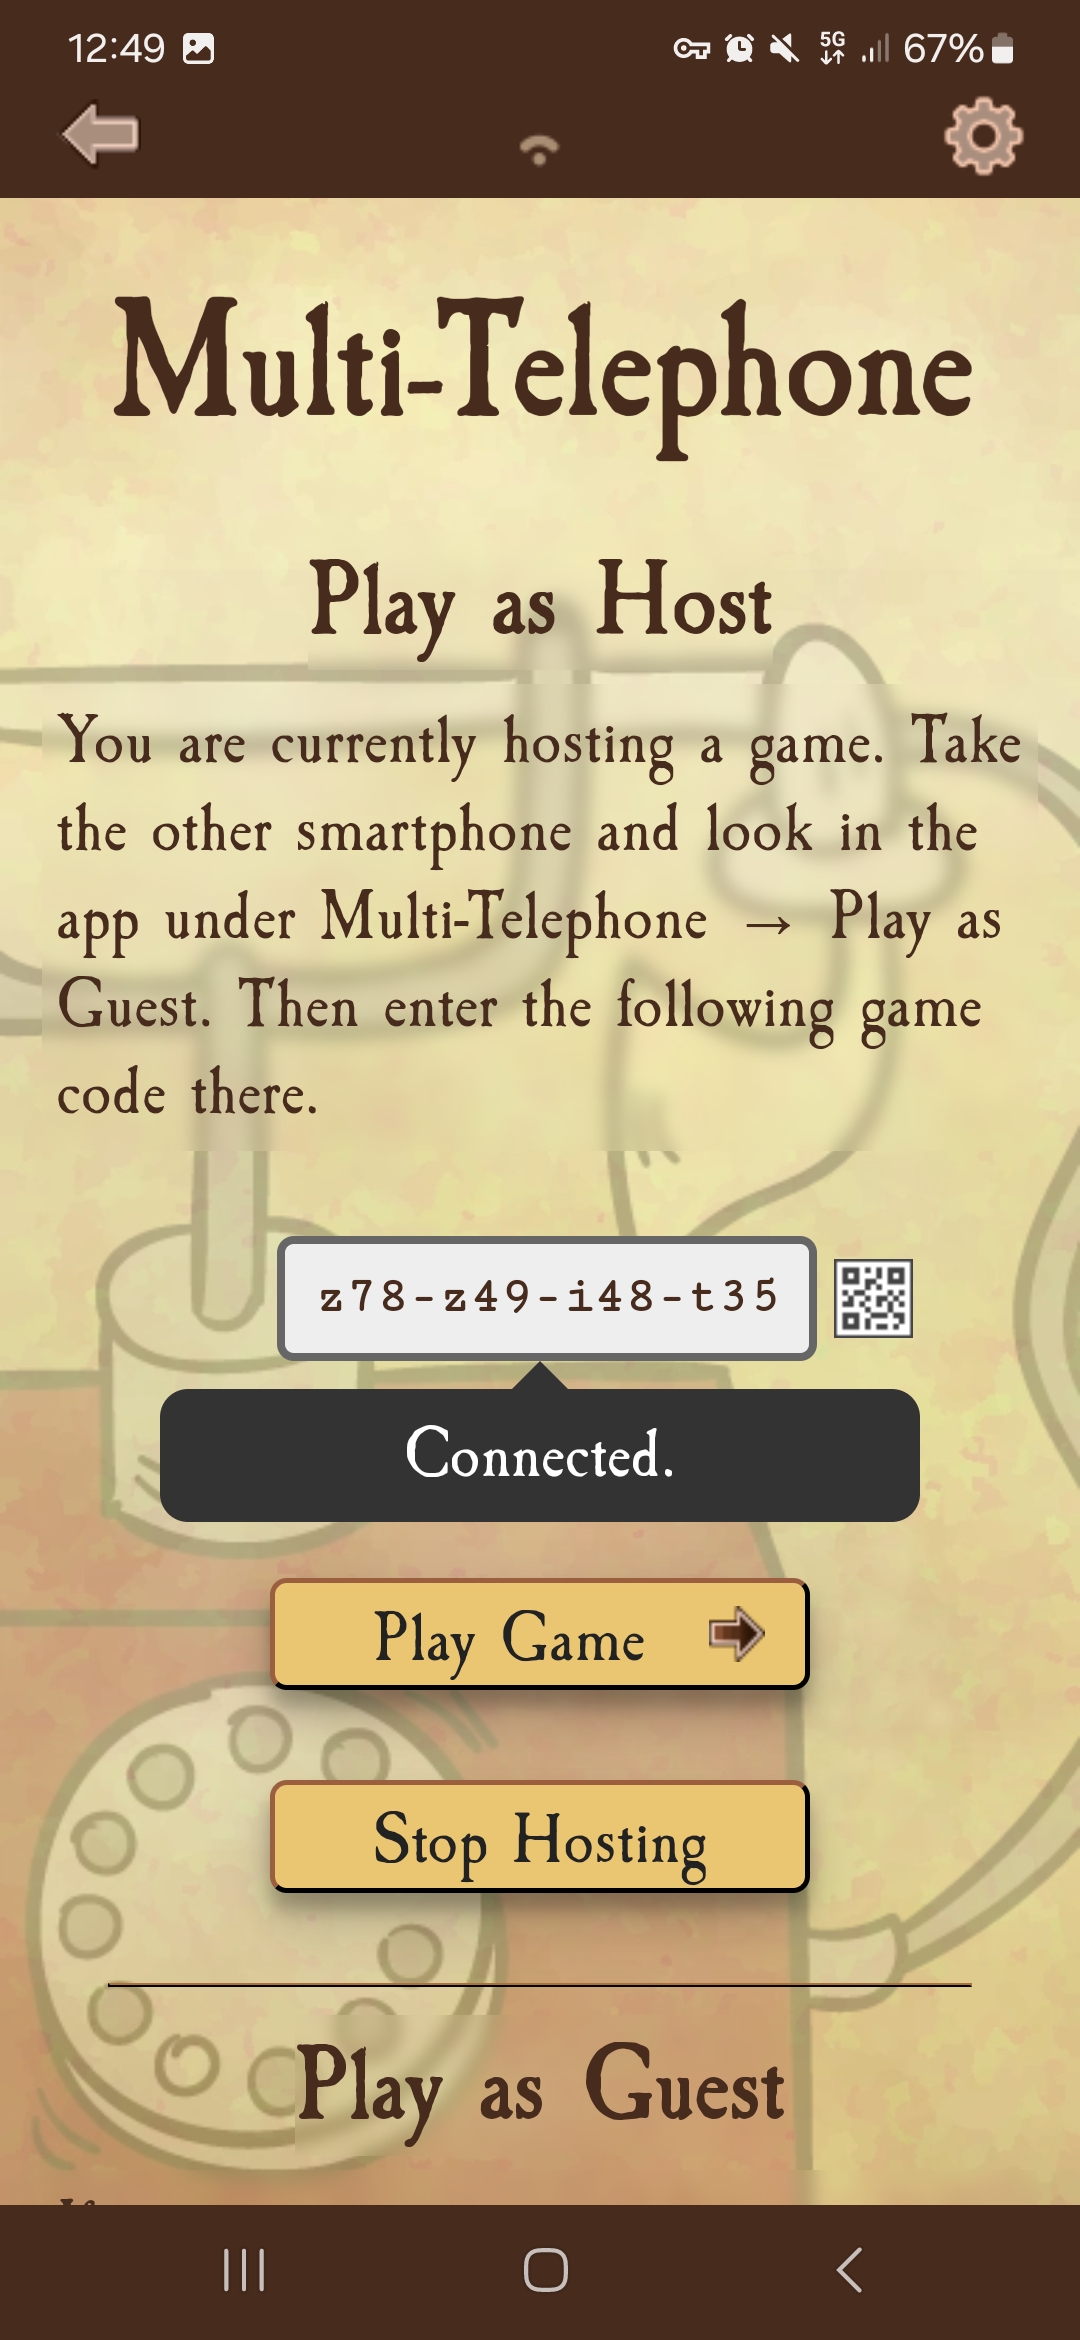 12:49
5G 67%
Multi-Telephone
Play as Host
You are currently hosting a game. Take
the other smartphone and look in the
app under Multi-Telephone → Play as
Guest. Then enter the following game
code there.
z78-z49-i48-t35
Connected.
Play Game
Stop Hosting
Play as Guest